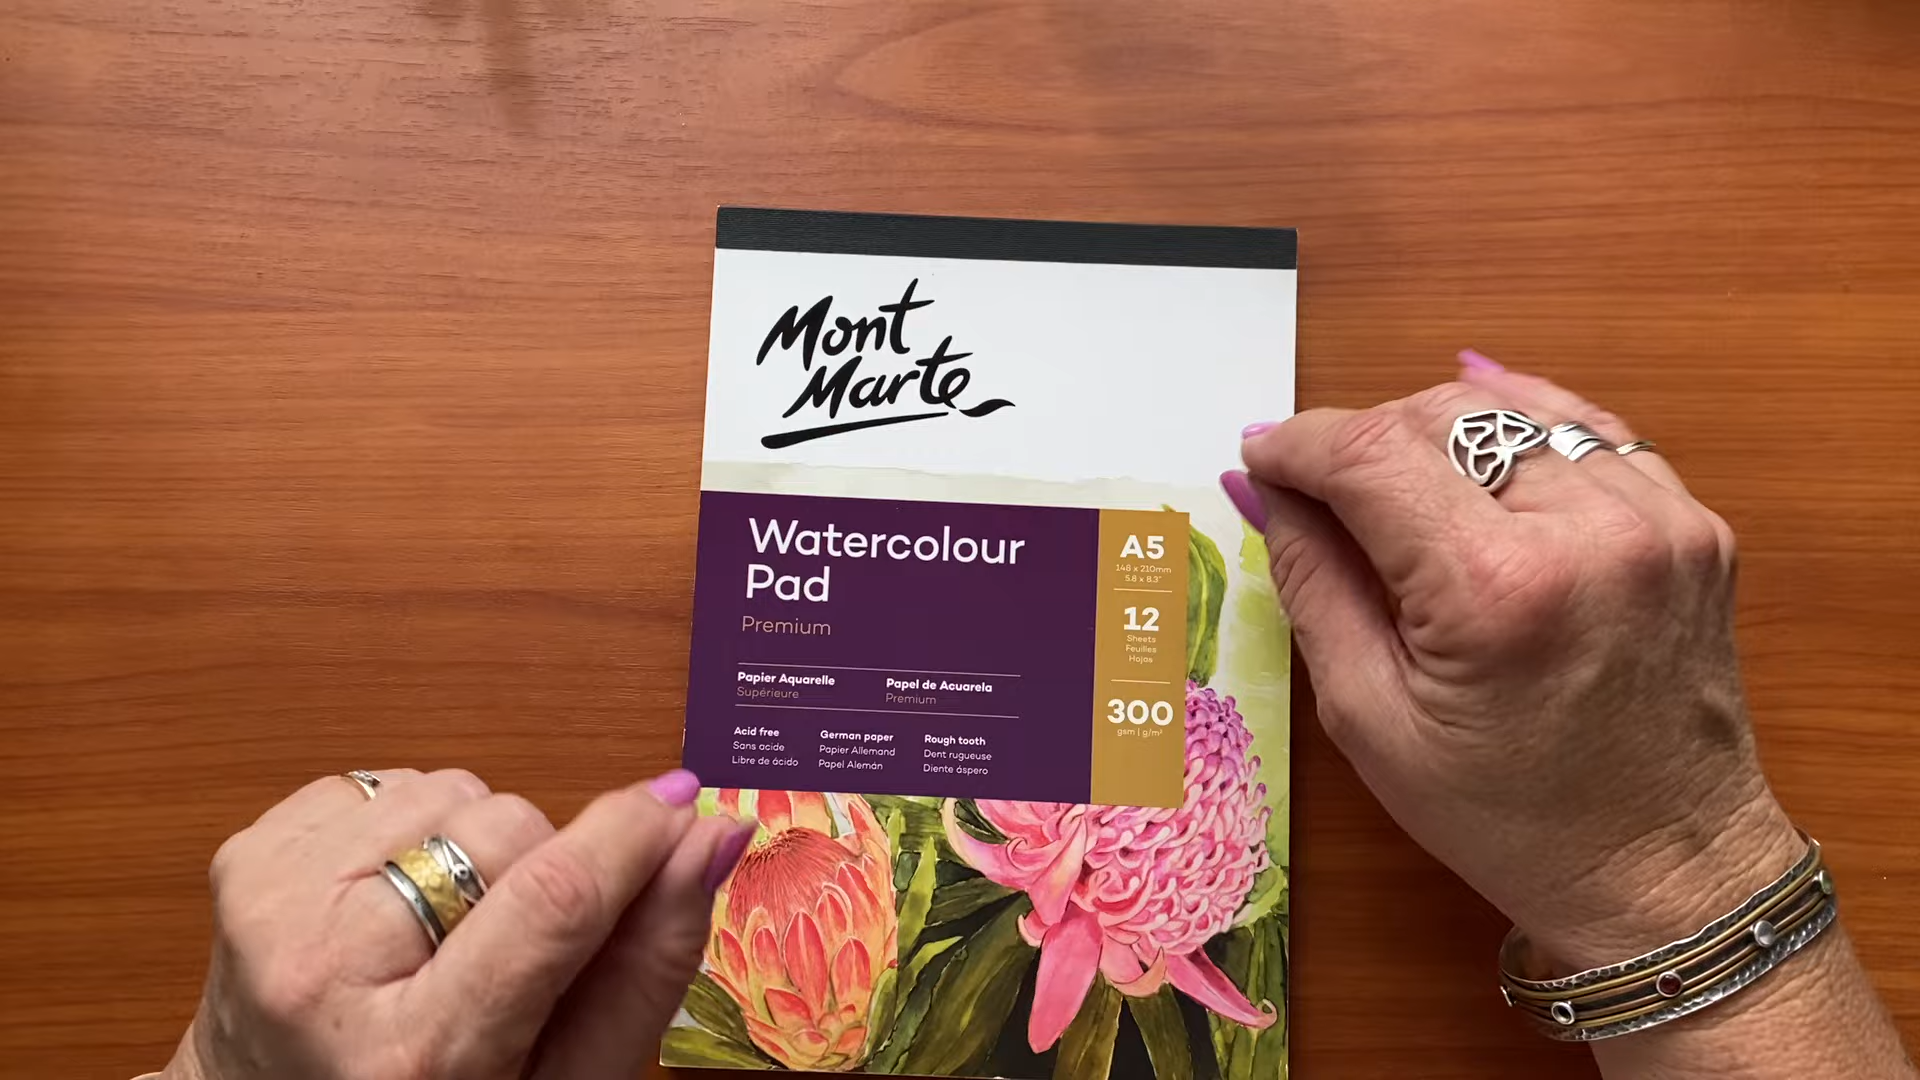 Mont
Marte
Watercolour
Pad
Premium
Papier Aquarelle
Supérieure
Papel de Acuarela
Premium
Acid free
Sans acide
Libre de ácido
German paper
Papier Allemand
Papel Alemán
Rough tooth
Dent rugueuse
Diente áspero
A5
148 x 210mm
5.8 x 8.3"
12
Sheets
Feuilles
Hojas
300
gsm | g/m²